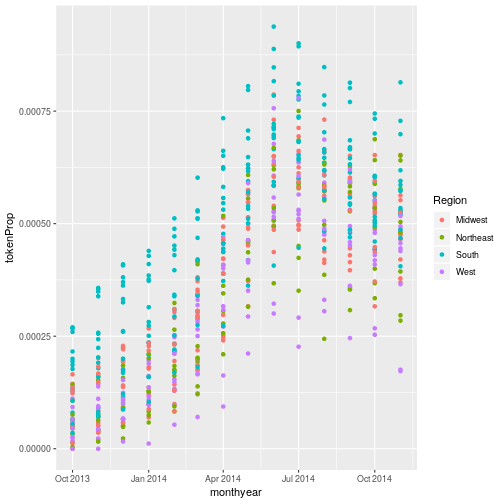 0.00075
0.00050
0.00025
0.00000
tokenProp
Oct 2013
Jan 2014
Apr 2014
Jul 2014
Oct 2014
monthyear
Region
Midwest
Northeast
South
West